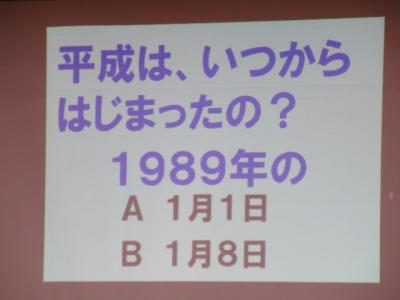 平成は、いつから
はじまったの？
1989年の
A 1月1日
B 1月8日